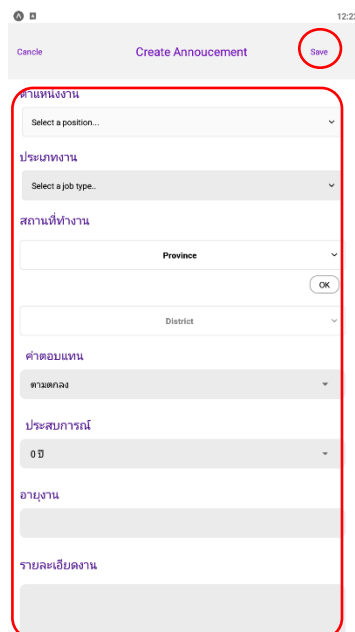 12:22
Cancle Create Annoucement Save
ตำแหน่งงาน
Select a position...
ประเภทงาน
Select a job type..
สถานที่ทำงาน
Province
OK
District
ค่าตอบแทน
ตามตกลง
ประสบการณ์
0 ปี
อายุงาน
รายละเอียดงาน